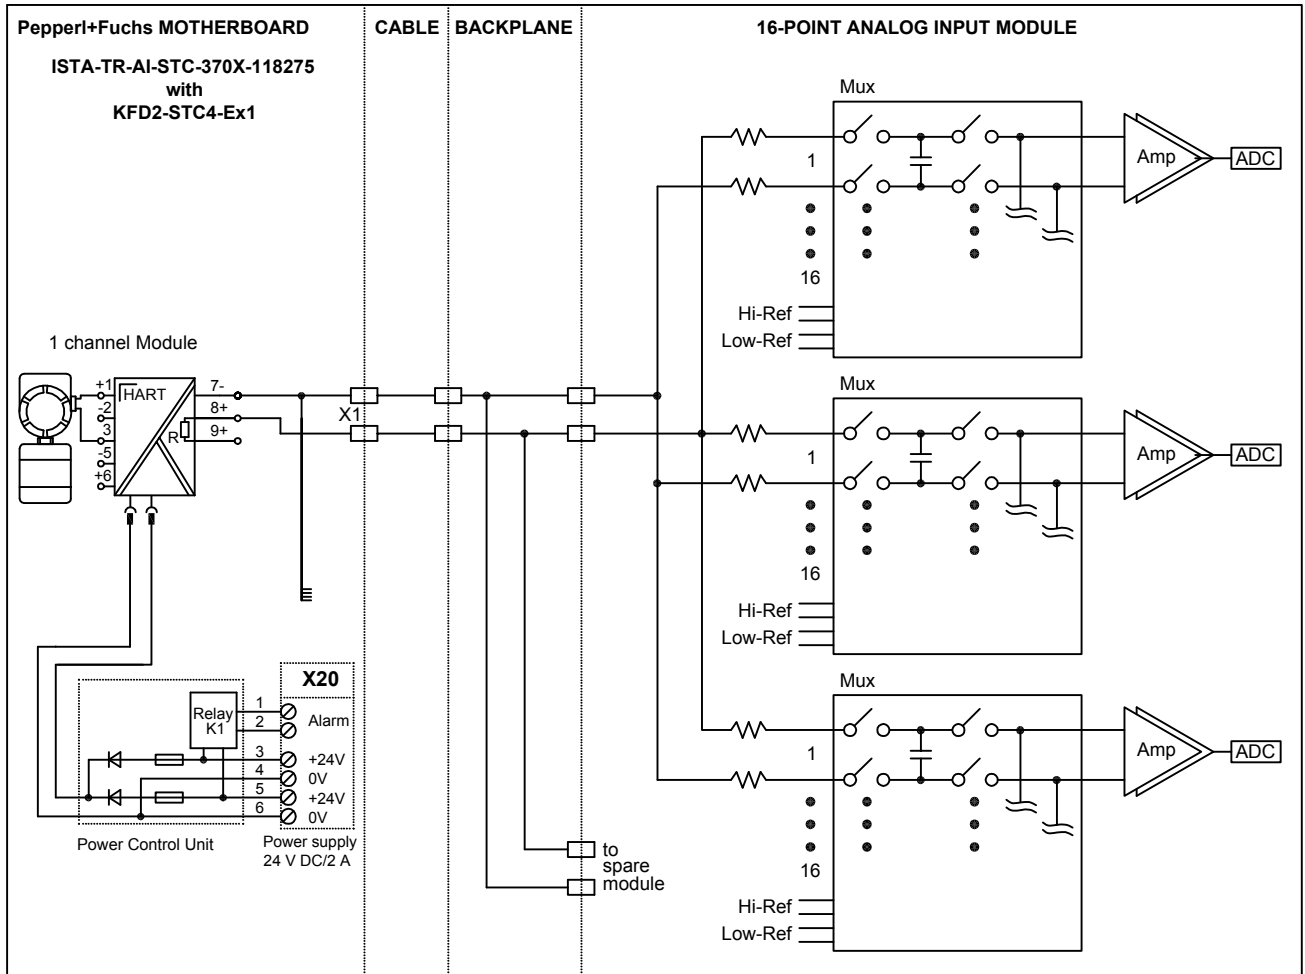 Pepperl+Fuchs MOTHERBOARD
CABLE
BACKPLANE
16-POINT ANALOG INPUT MODULE
ISTA-TR-AI-STC-370X-118275
with
KFD2-STC4-Ex1
Mux
1
16
Hi-Ref
Low-Ref
Amp
ADC
1 channel Module
+1
-2
3
-5
+6
HART
R
7-
8+
9+
X1
Mux
1
16
Hi-Ref
Low-Ref
Amp
ADC
X20
Relay
K1
1
2
3
4
5
6
Alarm
+24V
0V
+24V
0V
Power Control Unit
Power supply
24 V DC/2 A
to
spare
module
Mux
1
16
Hi-Ref
Low-Ref
Amp
ADC